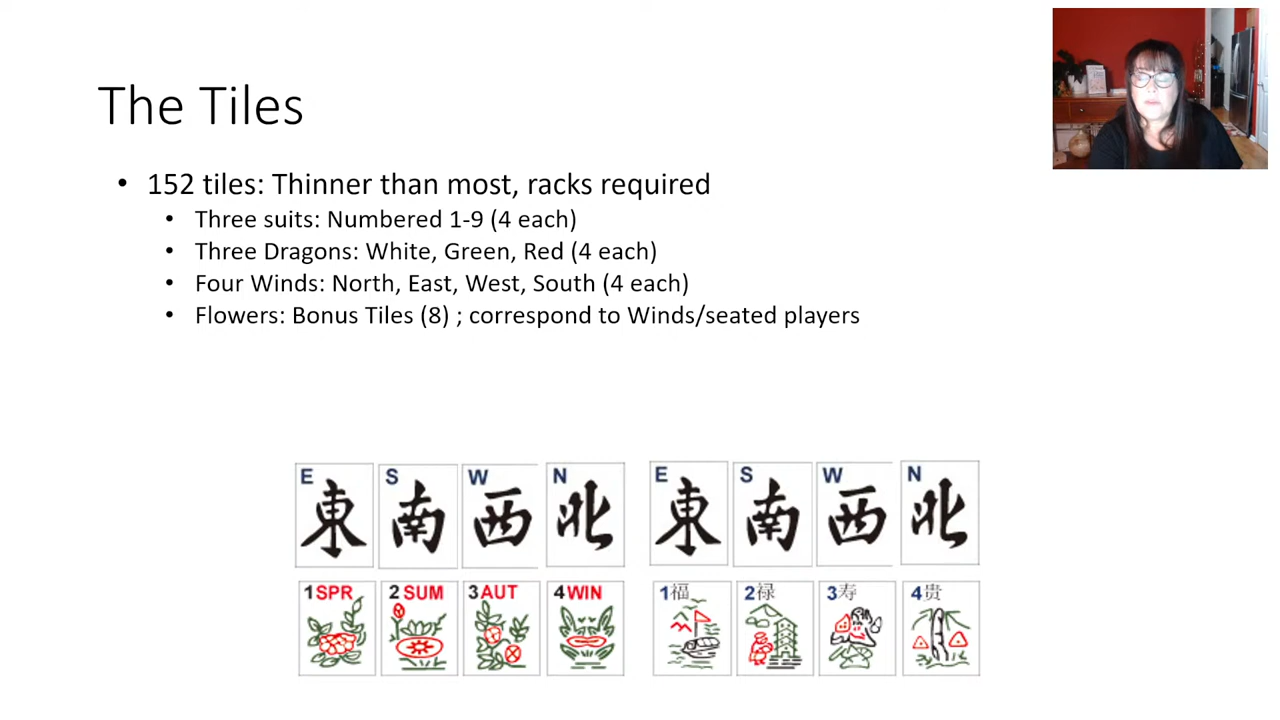 The Tiles
• 152 tiles: Thinner than most, racks required
• Three suits: Numbered 1-9 (4 each)
• Three Dragons: White, Green, Red (4 each)
• Four Winds: North, East, West, South (4 each)
• Flowers: Bonus Tiles (8) ; correspond to Winds/seated players
E S W N E S W N
東 南 西 北 東 南 西 北
1 SPR 2 SUM 3 AUT 4 WIN 1福 2禄 3寿 4贵